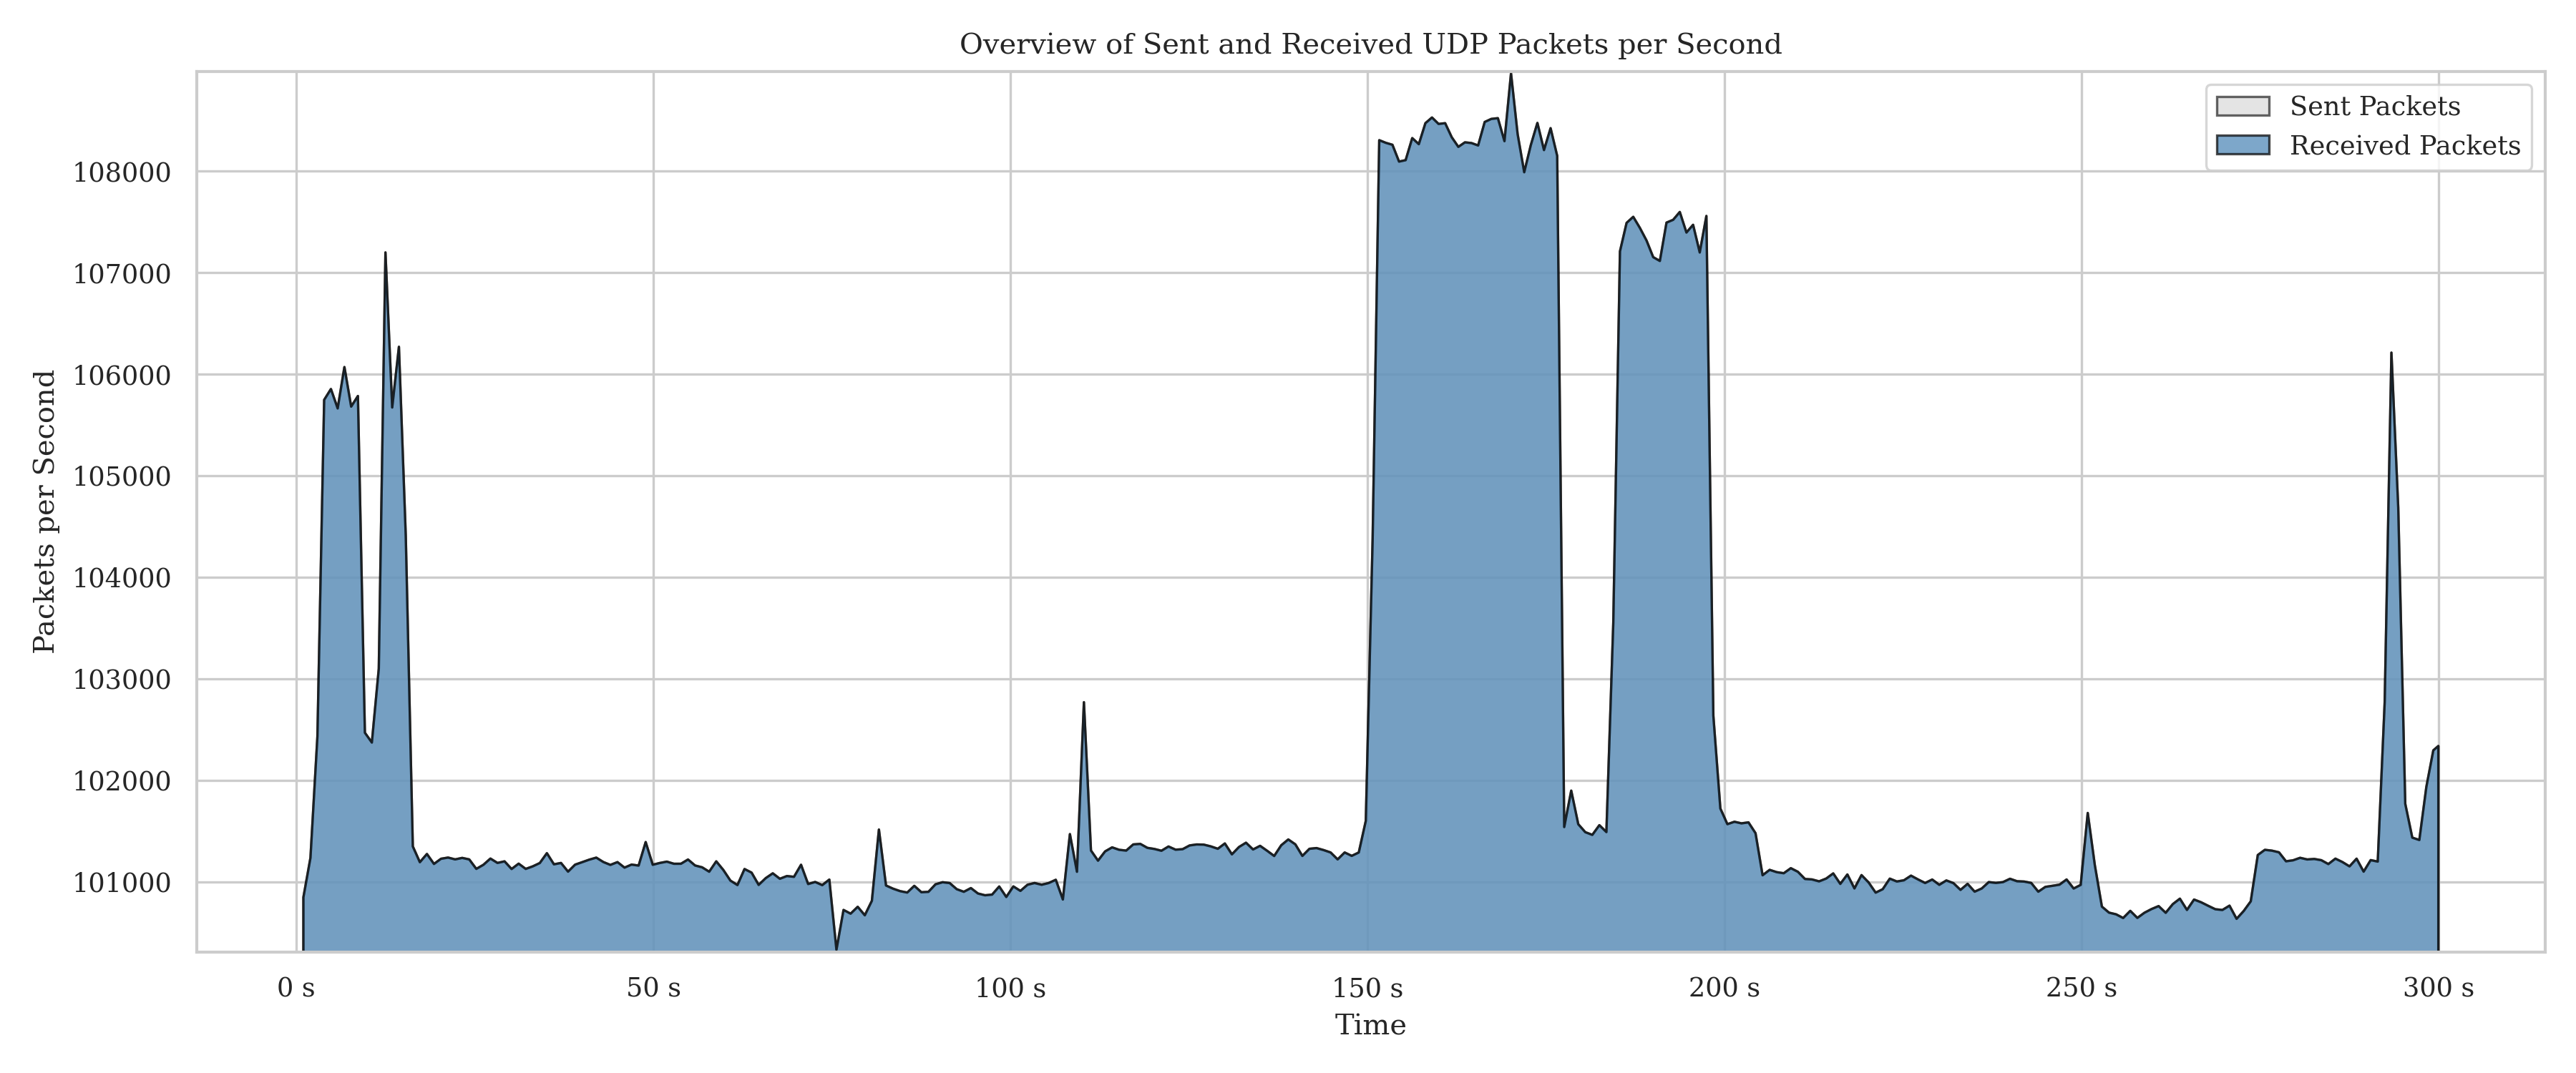 Overview of Sent and Received UDP Packets per Second
Sent Packets
Received Packets
Packets per Second
108000
107000
106000
105000
104000
103000
102000
101000
0 s
50 s
100 s
150 s
200 s
250 s
300 s
Time